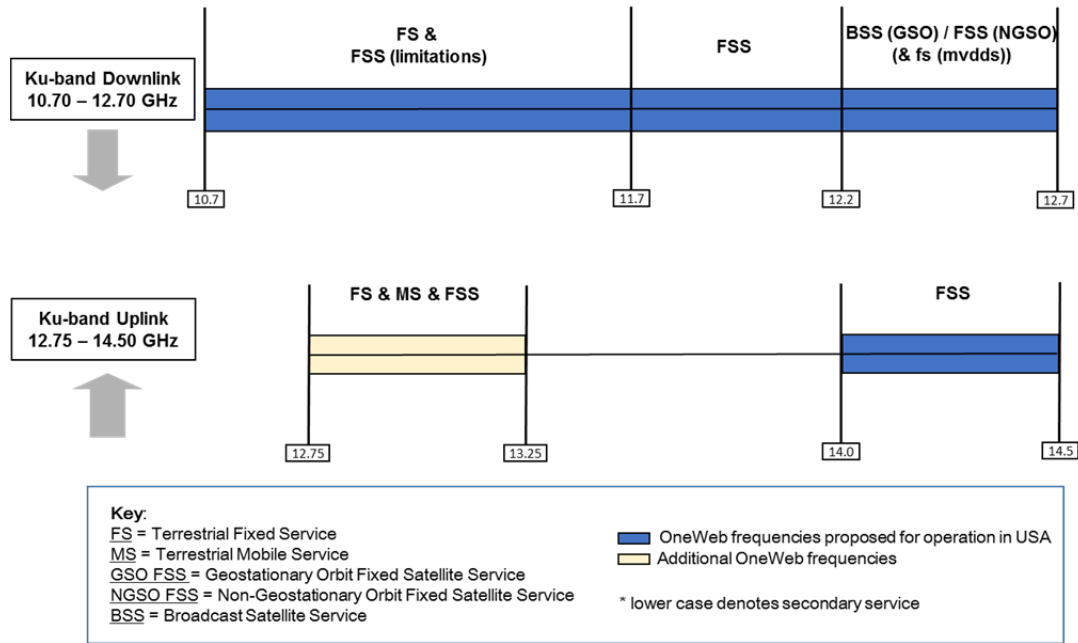 FS &
FSS (limitations)
FSS
BSS (GSO) / FSS (NGSO)
(& fs (mvdds))
Ku-band Downlink
10.70 – 12.70 GHz
10.7
11.7
12.2
12.7
FS & MS & FSS
FSS
Ku-band Uplink
12.75 – 14.50 GHz
12.75
13.25
14.0
14.5
Key:
FS = Terrestrial Fixed Service
MS = Terrestrial Mobile Service
GSO FSS = Geostationary Orbit Fixed Satellite Service
NGSO FSS = Non-Geostationary Orbit Fixed Satellite Service
BSS = Broadcast Satellite Service
OneWeb frequencies proposed for operation in USA
Additional OneWeb frequencies
* lower case denotes secondary service